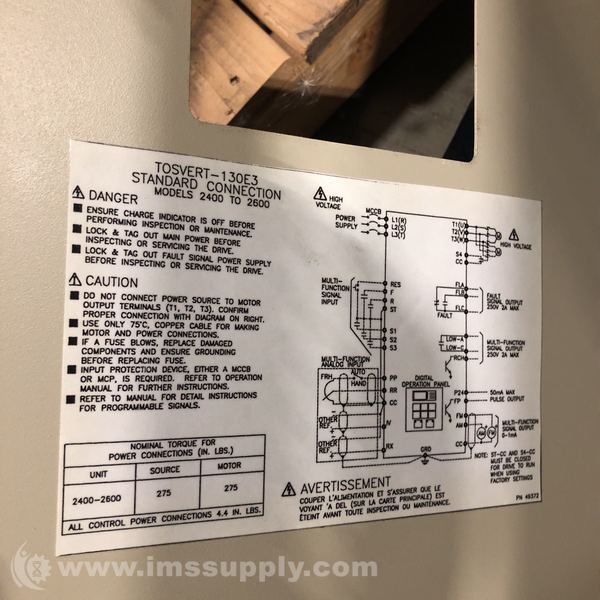 TOSVERT-130E3
STANDARD CONNECTION
MODELS 2400 TO 2600
DANGER
ENSURE CHARGE INDICATOR IS OFF BEFORE
PERFORMING INSPECTION OR MAINTENANCE.
LOCK & TAG OUT MAIN POWER BEFORE
INSPECTING OR SERVICING THE DRIVE.
LOCK & TAG OUT FAULT SIGNAL POWER SUPPLY
BEFORE INSPECTING OR SERVICING THE DRIVE.
CAUTION
DO NOT CONNECT POWER SOURCE TO MOTOR
OUTPUT TERMINALS (T1, T2, T3). CONFIRM
PROPER CONNECTION WITH DIAGRAM ON RIGHT.
USE ONLY 75°C, COPPER CABLE FOR MAKING
MOTOR AND POWER CONNECTIONS.
IF A FUSE BLOWS, REPLACE DAMAGED
COMPONENTS AND ENSURE GROUNDING
BEFORE REPLACING FUSE.
INPUT PROTECTION DEVICE, EITHER A MCCB
OR MCP, IS REQUIRED. REFER TO OPERATION
MANUAL FOR FURTHER INSTRUCTIONS.
REFER TO MANUAL FOR DETAIL INSTRUCTIONS
FOR PROGRAMMABLE SIGNALS.
NOMINAL TORQUE FOR
POWER CONNECTIONS (IN. LBS.)
UNIT SOURCE MOTOR
2400-2600 275 275
ALL CONTROL POWER CONNECTIONS 4.4 IN. LBS.
HIGH
VOLTAGE
MCCB
POWER
SUPPLY
L1(R)
L2(S)
L3(T)
T1(U)
T2(V)
T3(W)
HIGH
VOLTAGE
S4
CC
MULTI-
FUNCTION
SIGNAL
INPUT
RES
F
R
ST
S1
S2
S3
FLA
FLB
FLC
FAULT
FAULT
SIGNAL OUTPUT
250V 2A MAX
LOW-A
LOW-C
RCH
MULTI-FUNCTION
SIGNAL OUTPUT
250V 2A MAX
MULTI-FUNCTION
ANALOG INPUT
FRH
AUTO
HAND
PP
RR
CC
OTHER
REF
IV
OTHER
REF
RX
DIGITAL
OPERATION PANEL
GRD
P24
FP
50mA MAX
PULSE OUTPUT
FM
AM
CC
FM
AM
MULTI-FUNCTION
SIGNAL OUTPUT
0-1mA
NOTE: ST-CC AND S4-CC
MUST BE CLOSED
FOR DRIVE TO RUN
WHEN USING
FACTORY SETTINGS
AVERTISSEMENT
COUPER L'ALIMENTATION ET S'ASSURER QUE LE
VOYANT 'A DEL (SUR LA CARTE PRINCIPALE) EST
ÉTEINT AVANT TOUTE INSPECTION OU MAINTENANCE.
PN 49372
www.imssupply.com